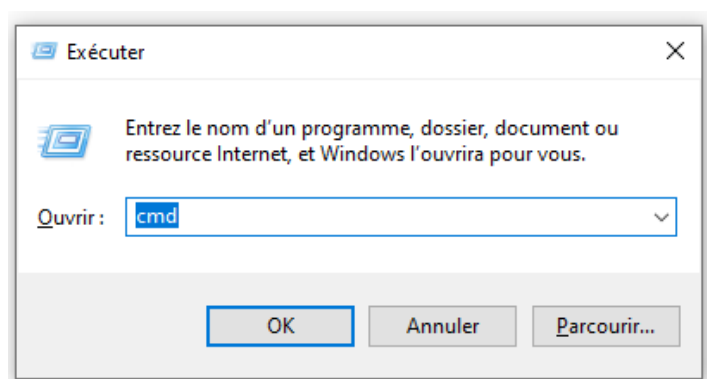 Exécuter
Entrez le nom d’un programme, dossier, document ou
ressource Internet, et Windows l’ouvrira pour vous.
Ouvrir : cmd
OK Annuler Parcourir...